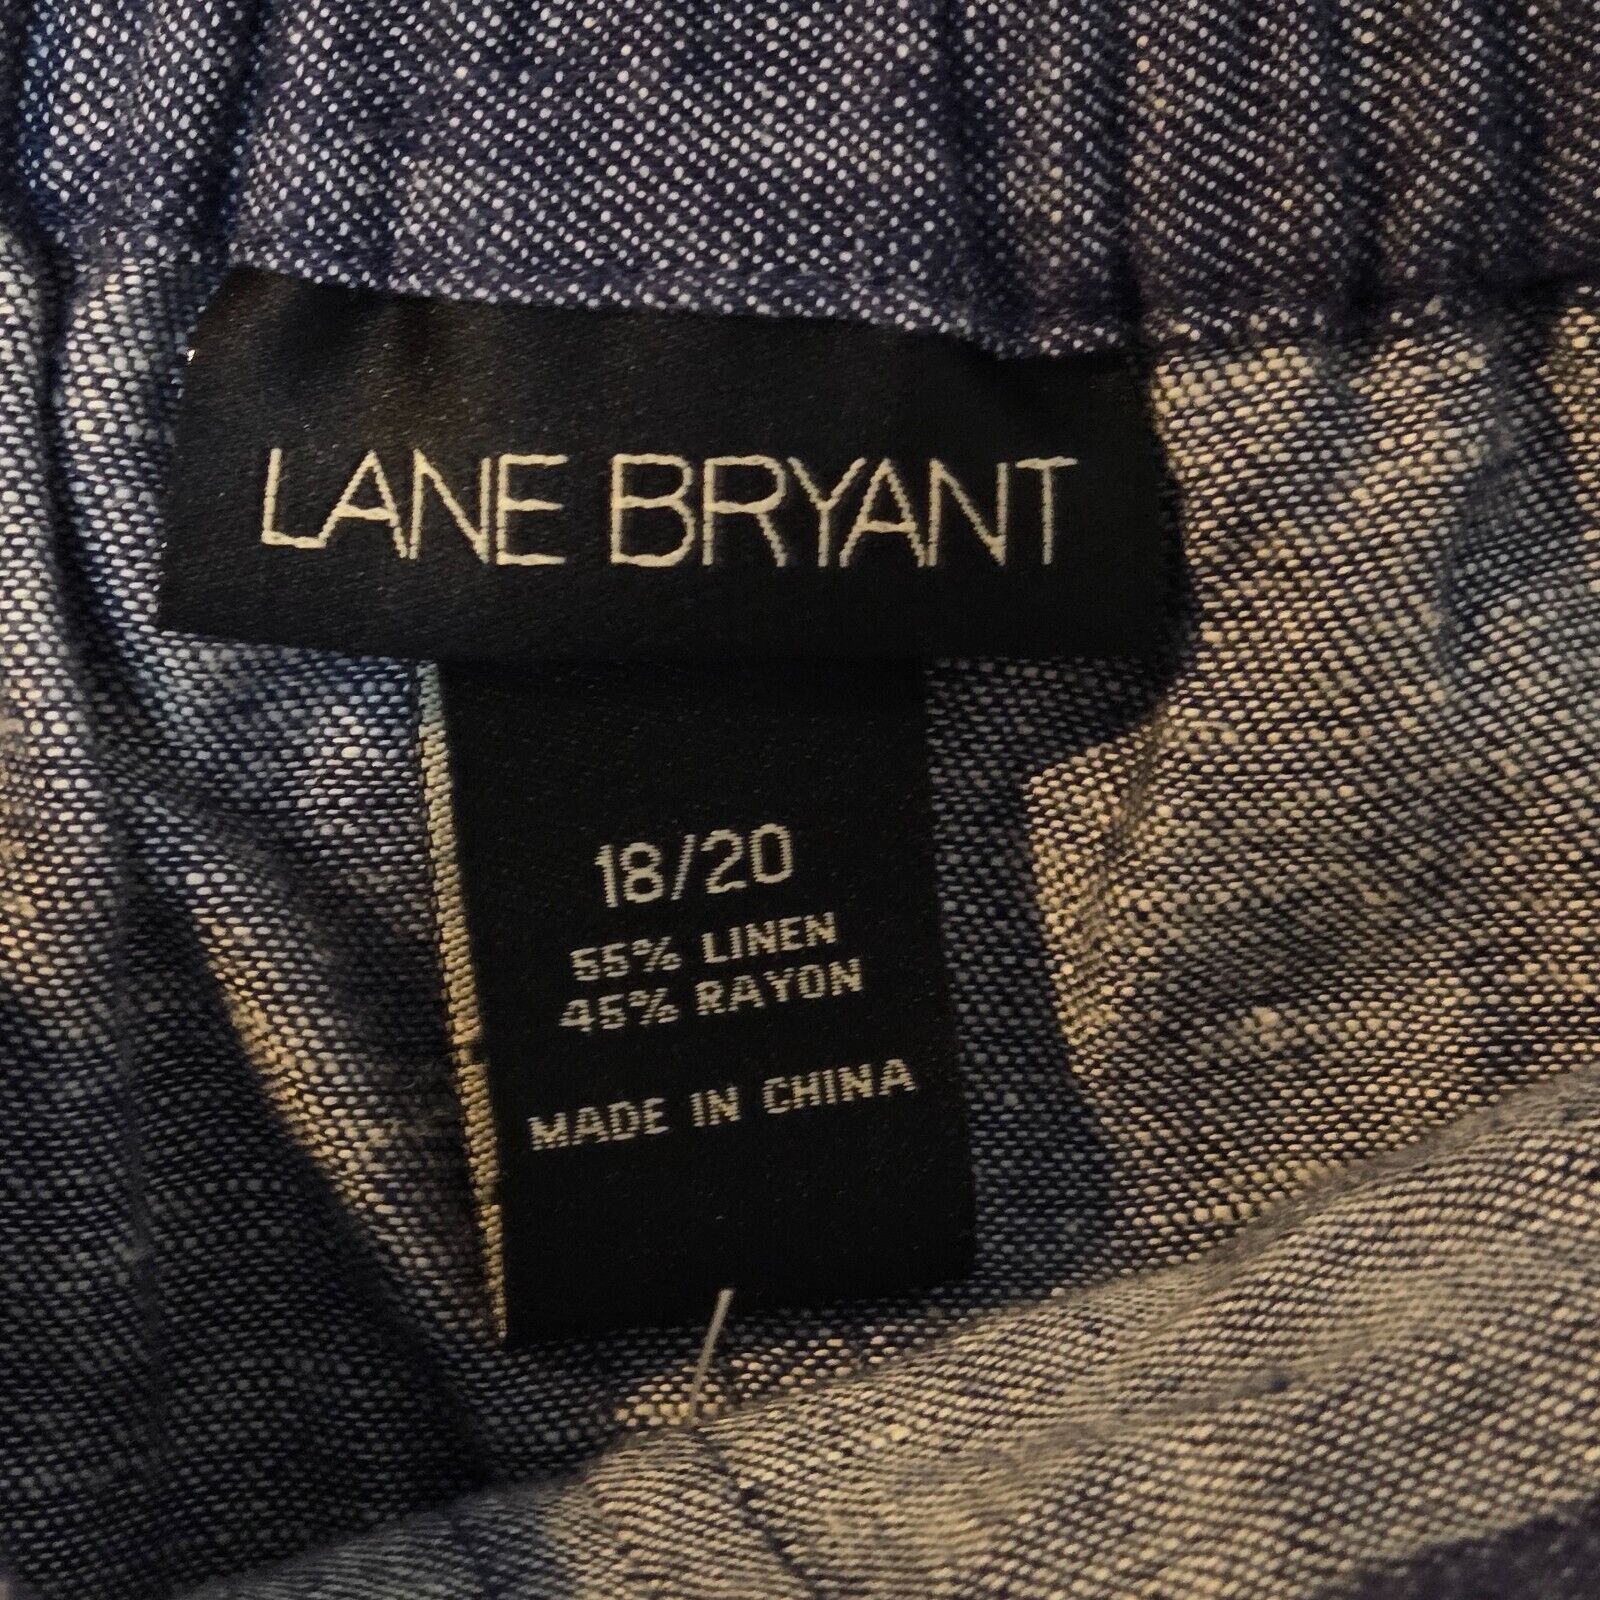 LANE BRYANT
18/20
55% LINEN
45% RAYON
MADE IN CHINA